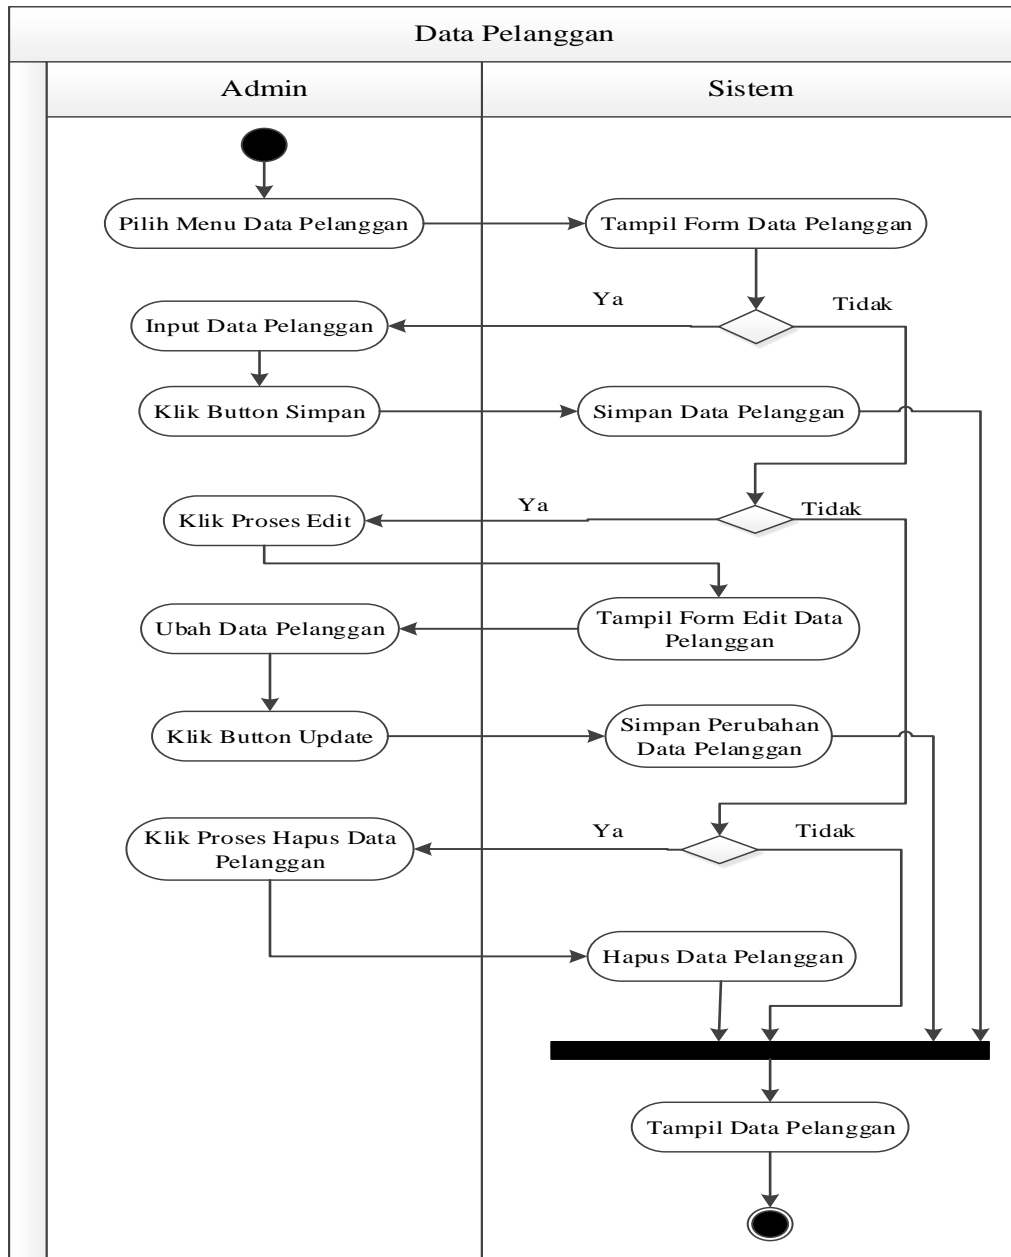 Data Pelanggan
Admin
Sistem
Pilih Menu Data Pelanggan
Tampil Form Data Pelanggan
Ya
Tidak
Input Data Pelanggan
Klik Button Simpan
Simpan Data Pelanggan
Ya
Tidak
Klik Proses Edit
Tampil Form Edit Data
Pelanggan
Ubah Data Pelanggan
Klik Button Update
Simpan Perubahan
Data Pelanggan
Ya
Tidak
Klik Proses Hapus Data
Pelanggan
Hapus Data Pelanggan
Tampil Data Pelanggan